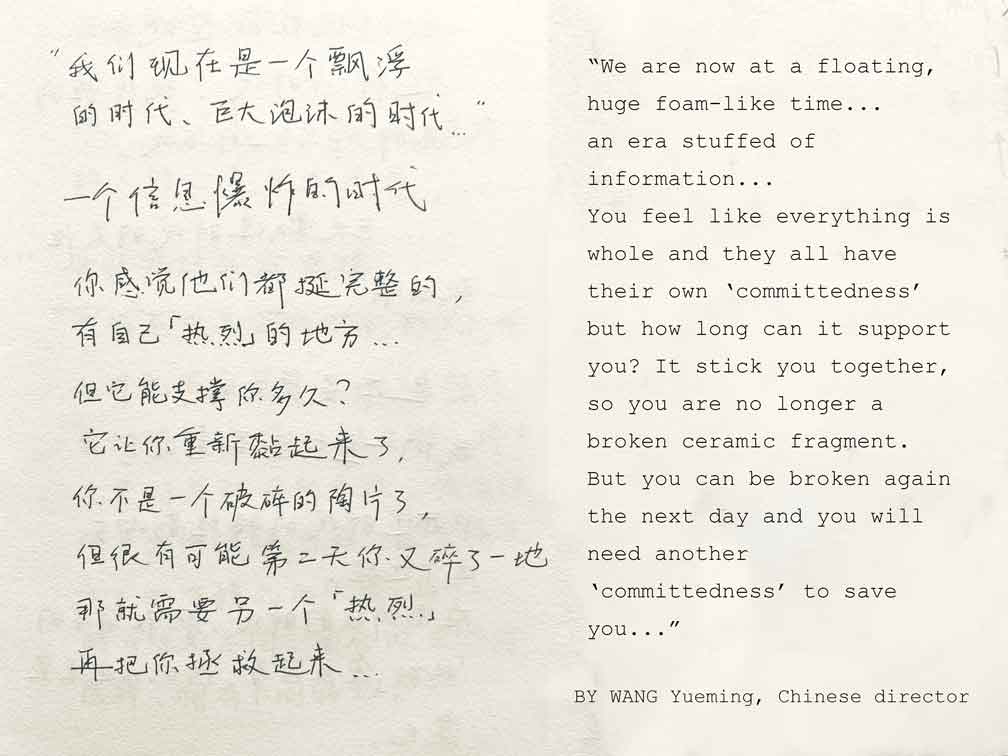 “我们现在是一个飘浮
的时代、巨大泡沫的时代...”
一个信息爆炸的时代
你感觉他们都挺完整的，
有自己「热烈」的地方...
但它能支撑你多久？
它让你重新黏起来了，
你不是一个破碎的陶片了，
但很有可能第二天你又碎了一地
那就需要另一个「热烈」
再把你拯救起来...
“We are now at a floating,
huge foam-like time...
an era stuffed of
information...
You feel like everything is
whole and they all have
their own ‘committedness’
but how long can it support
you? It stick you together,
so you are no longer a
broken ceramic fragment.
But you can be broken again
the next day and you will
need another
‘committedness’ to save
you...”
BY WANG Yueming, Chinese director